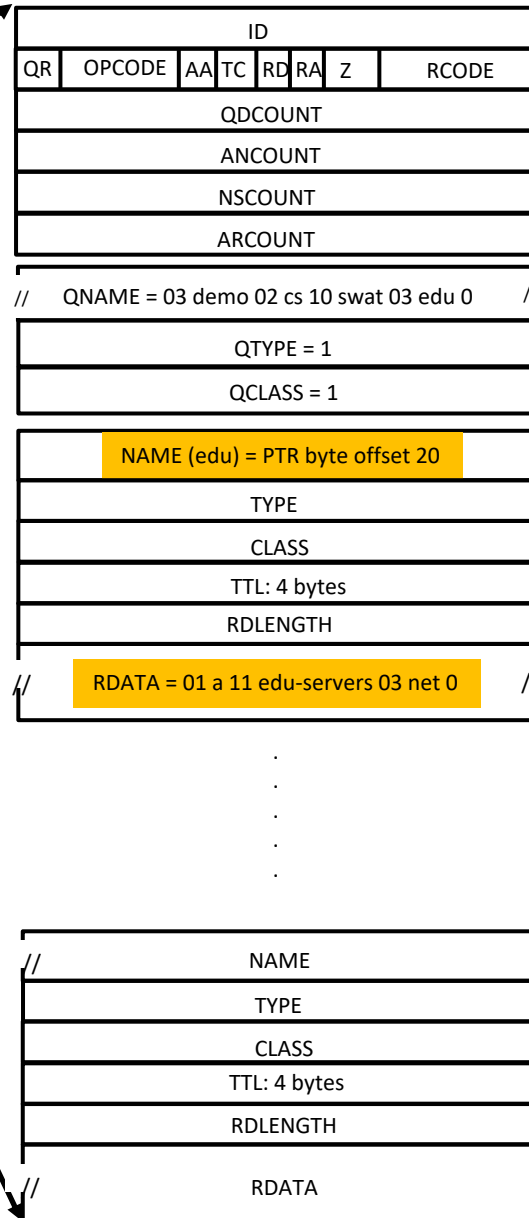 ID
QR OPCODE AA TC RD RA Z RCODE
QDCOUNT
ANCOUNT
NSCOUNT
ARCOUNT
// QNAME = 03 demo 02 cs 10 swat 03 edu 0 /
QTYPE = 1
QCLASS = 1
NAME (edu) = PTR byte offset 20
TYPE
CLASS
TTL: 4 bytes
RDLENGTH
// RDATA = 01 a 11 edu-servers 03 net 0 /
.
.
.
.
.
// NAME
TYPE
CLASS
TTL: 4 bytes
RDLENGTH
// RDATA